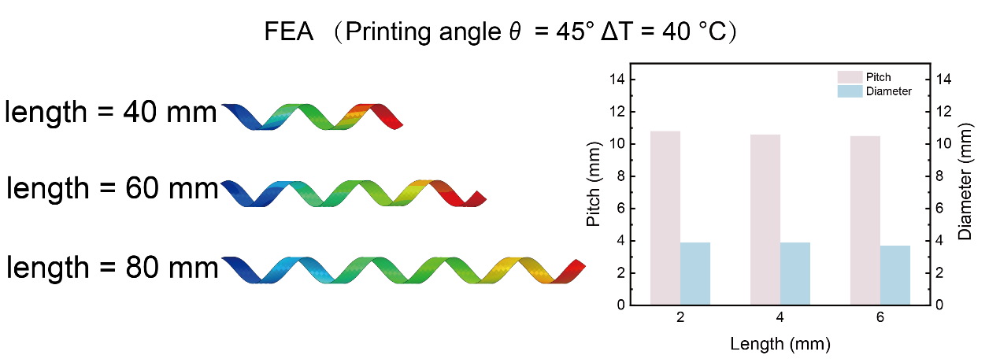 FEA （Printing angle θ = 45° ΔT = 40 °C）
length = 40 mm
length = 60 mm
length = 80 mm
Pitch
Diameter
Pitch (mm)
14
12
10
8
6
4
2
0
14
12
10
8
6
4
2
0
Diameter (mm)
2 4 6
Length (mm)